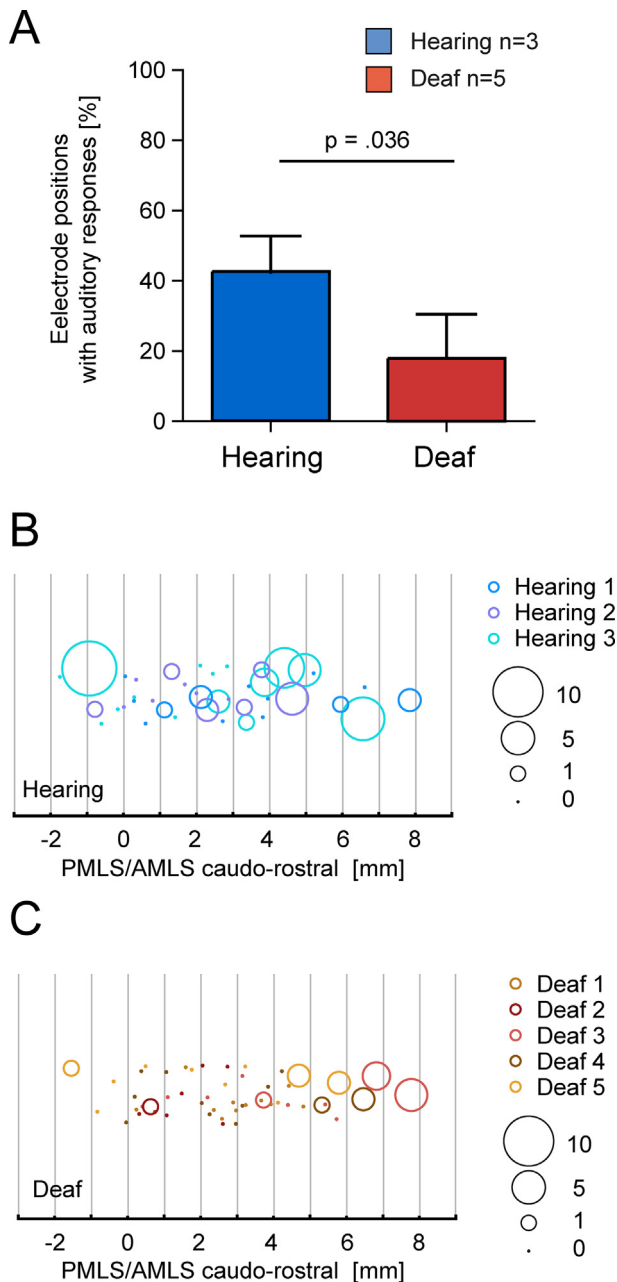 A
Hearing n=3
Deaf n=5
100
80
60
40
20
0
Eelectrode positions
with auditory responses [%]
p = .036
Hearing
Deaf
B
Hearing 1
Hearing 2
Hearing 3
10
5
1
0
Hearing
-2 0 2 4 6 8
PMLS/AMLS caudo-rostral [mm]
C
Deaf 1
Deaf 2
Deaf 3
Deaf 4
Deaf 5
10
5
1
0
Deaf
-2 0 2 4 6 8
PMLS/AMLS caudo-rostral [mm]